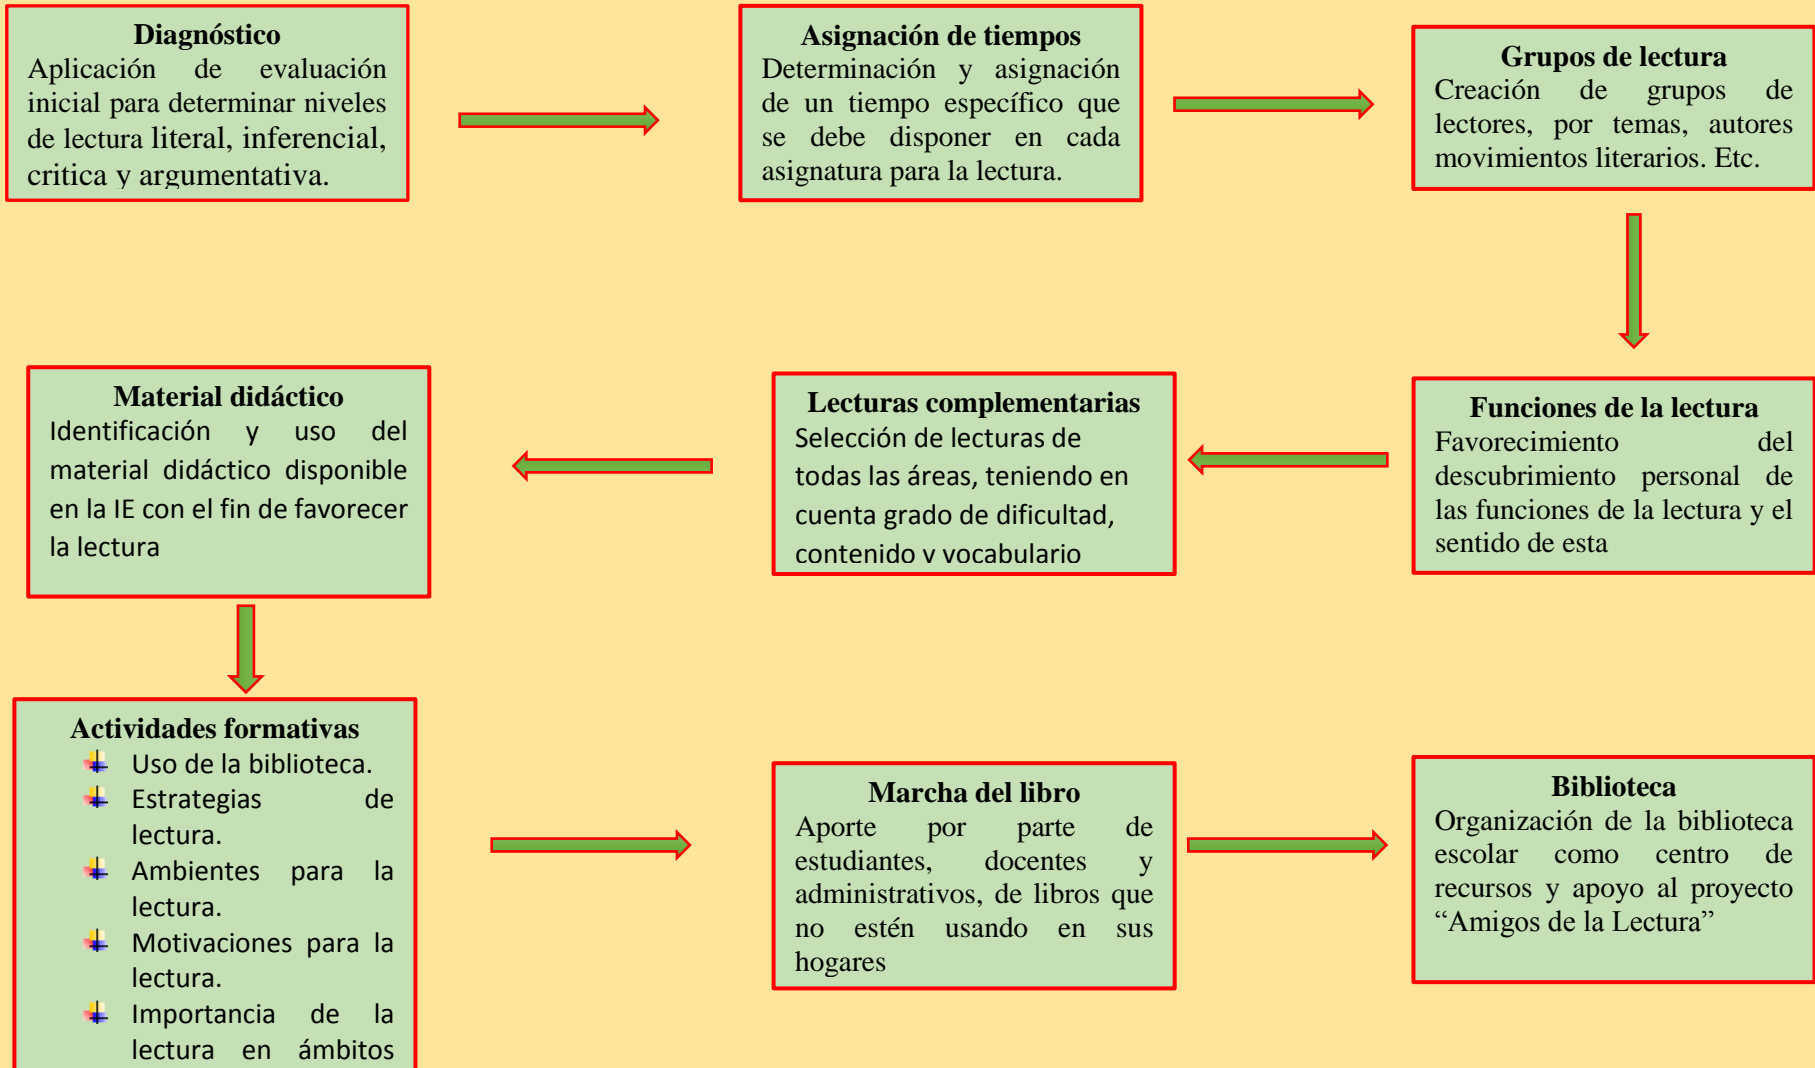 Diagnóstico
Aplicación de evaluación
inicial para determinar niveles
de lectura literal, inferencial,
critica y argumentativa.
Asignación de tiempos
Determinación y asignación
de un tiempo específico que
se debe disponer en cada
asignatura para la lectura.
Grupos de lectura
Creación de grupos de
lectores, por temas, autores
movimientos literarios. Etc.
Funciones de la lectura
Favorecimiento del
descubrimiento personal de
las funciones de la lectura y el
sentido de esta
Lecturas complementarias
Selección de lecturas de
todas las áreas, teniendo en
cuenta grado de dificultad,
contenido y vocabulario
Material didáctico
Identificación y uso del
material didáctico disponible
en la IE con el fin de favorecer
la lectura
Actividades formativas
Uso de la biblioteca.
Estrategias de
lectura.
Ambientes para la
lectura.
Motivaciones para la
lectura.
Importancia de la
lectura en ámbitos
Marcha del libro
Aporte por parte de
estudiantes, docentes y
administrativos, de libros que
no estén usando en sus
hogares
Biblioteca
Organización de la biblioteca
escolar como centro de
recursos y apoyo al proyecto
“Amigos de la Lectura”